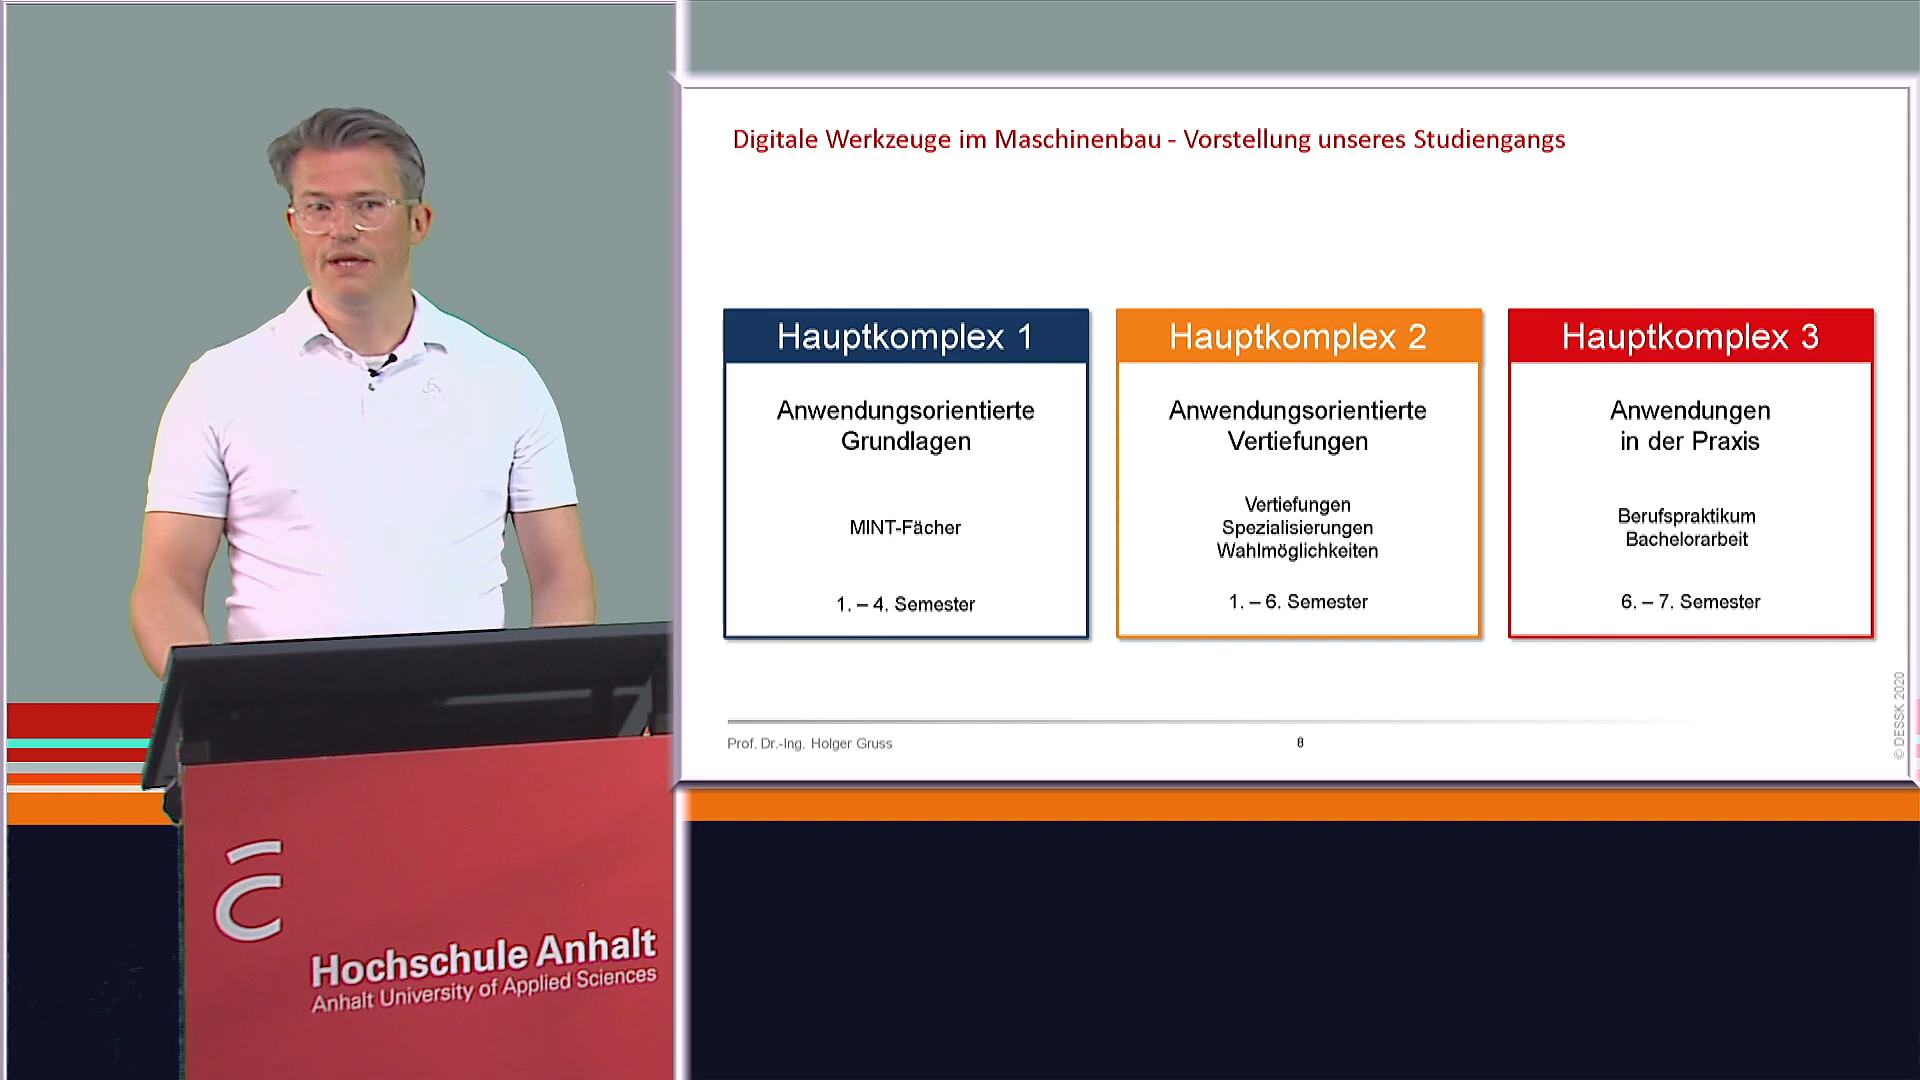 Digitale Werkzeuge im Maschinenbau - Vorstellung unseres Studiengangs
Hauptkomplex 1
Anwendungsorientierte
Grundlagen
MINT-Fächer
1. – 4. Semester
Hauptkomplex 2
Anwendungsorientierte
Vertiefungen
Vertiefungen
Spezialisierungen
Wahlmöglichkeiten
1. – 6. Semester
Hauptkomplex 3
Anwendungen
in der Praxis
Berufspraktikum
Bachelorarbeit
6. – 7. Semester
Prof. Dr.-Ing. Holger Gruss
8
© DESSK 2020
Hochschule Anhalt
Anhalt University of Applied Sciences